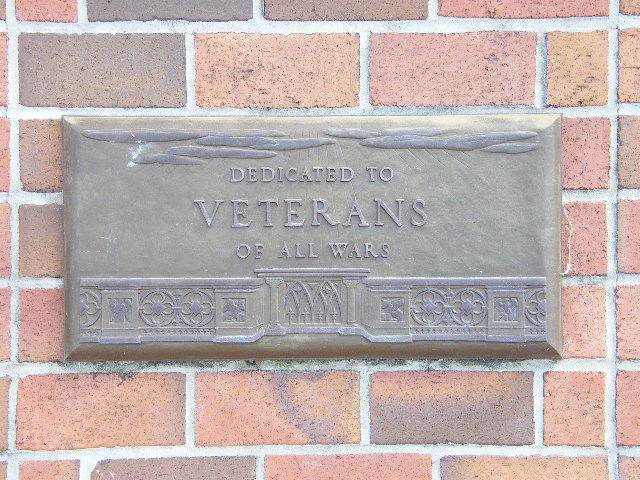 DEDICATED TO
VETERANS
OF ALL WARS